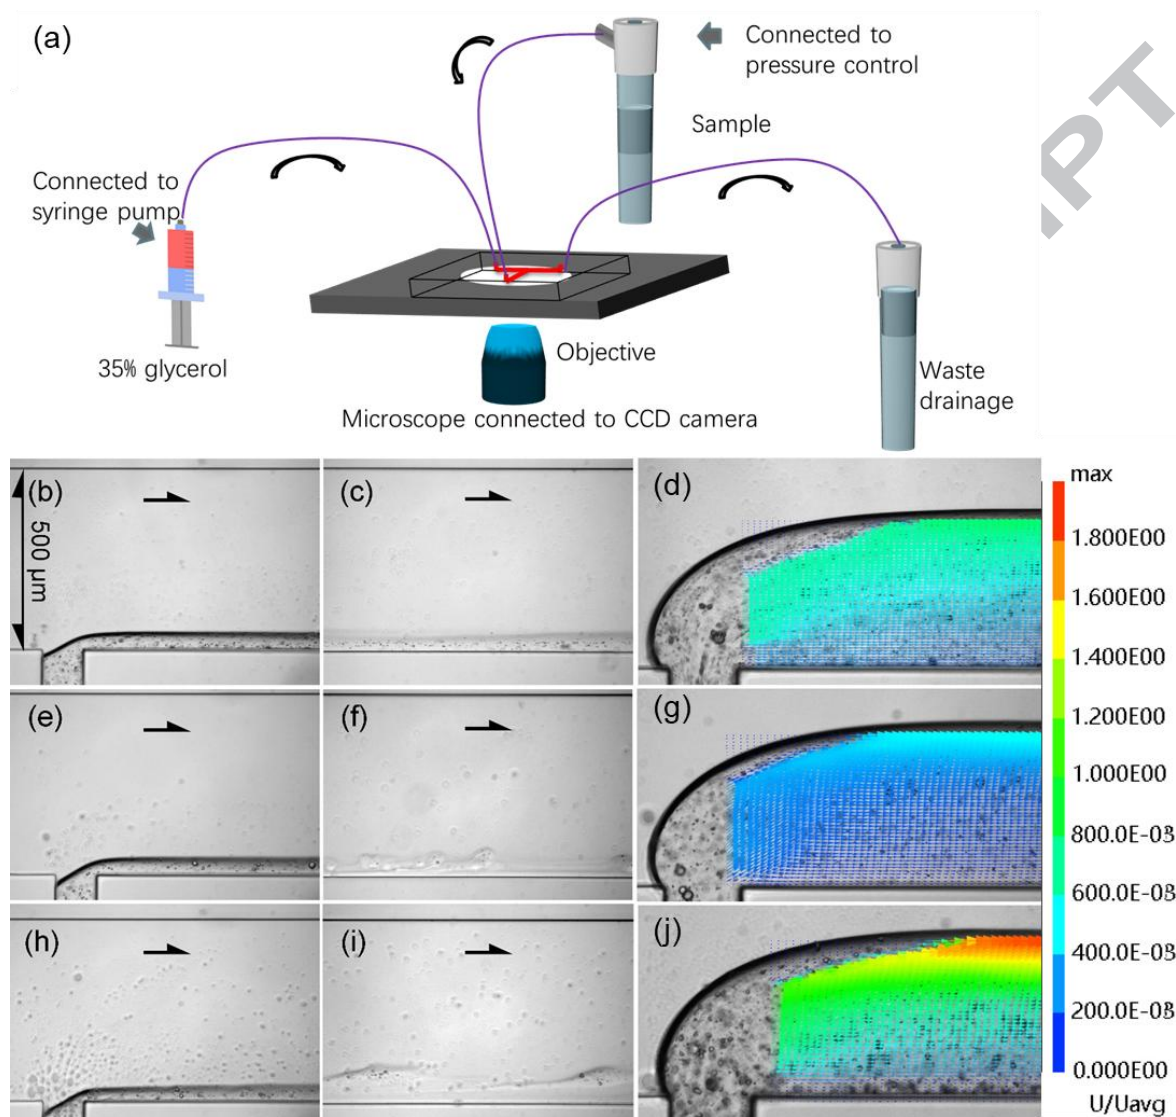 (a)
Connected to
pressure control
Sample
Connected to
syringe pump
35% glycerol
Objective
Microscope connected to CCD camera
Waste
drainage
(b)
(c)
(d)
500 μm
(e)
(f)
(g)
(h)
(i)
(j)
max
1.800E00
1.600E00
1.400E00
1.200E00
1.000E00
800.0E-03
600.0E-03
400.0E-03
200.0E-03
0.000E00
U/Uavg